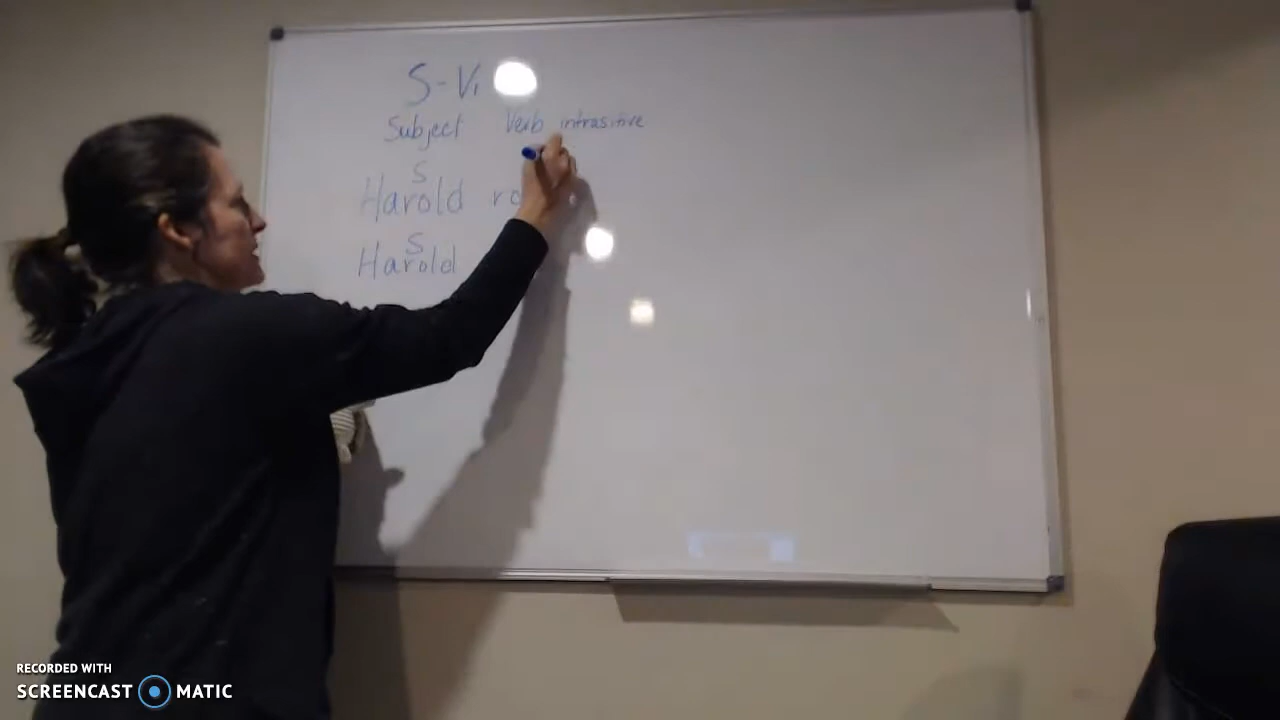 S-Vi
Subject Verb intrasitive
S
Harold
S
Harold
RECORDED WITH
SCREENCAST MATIC